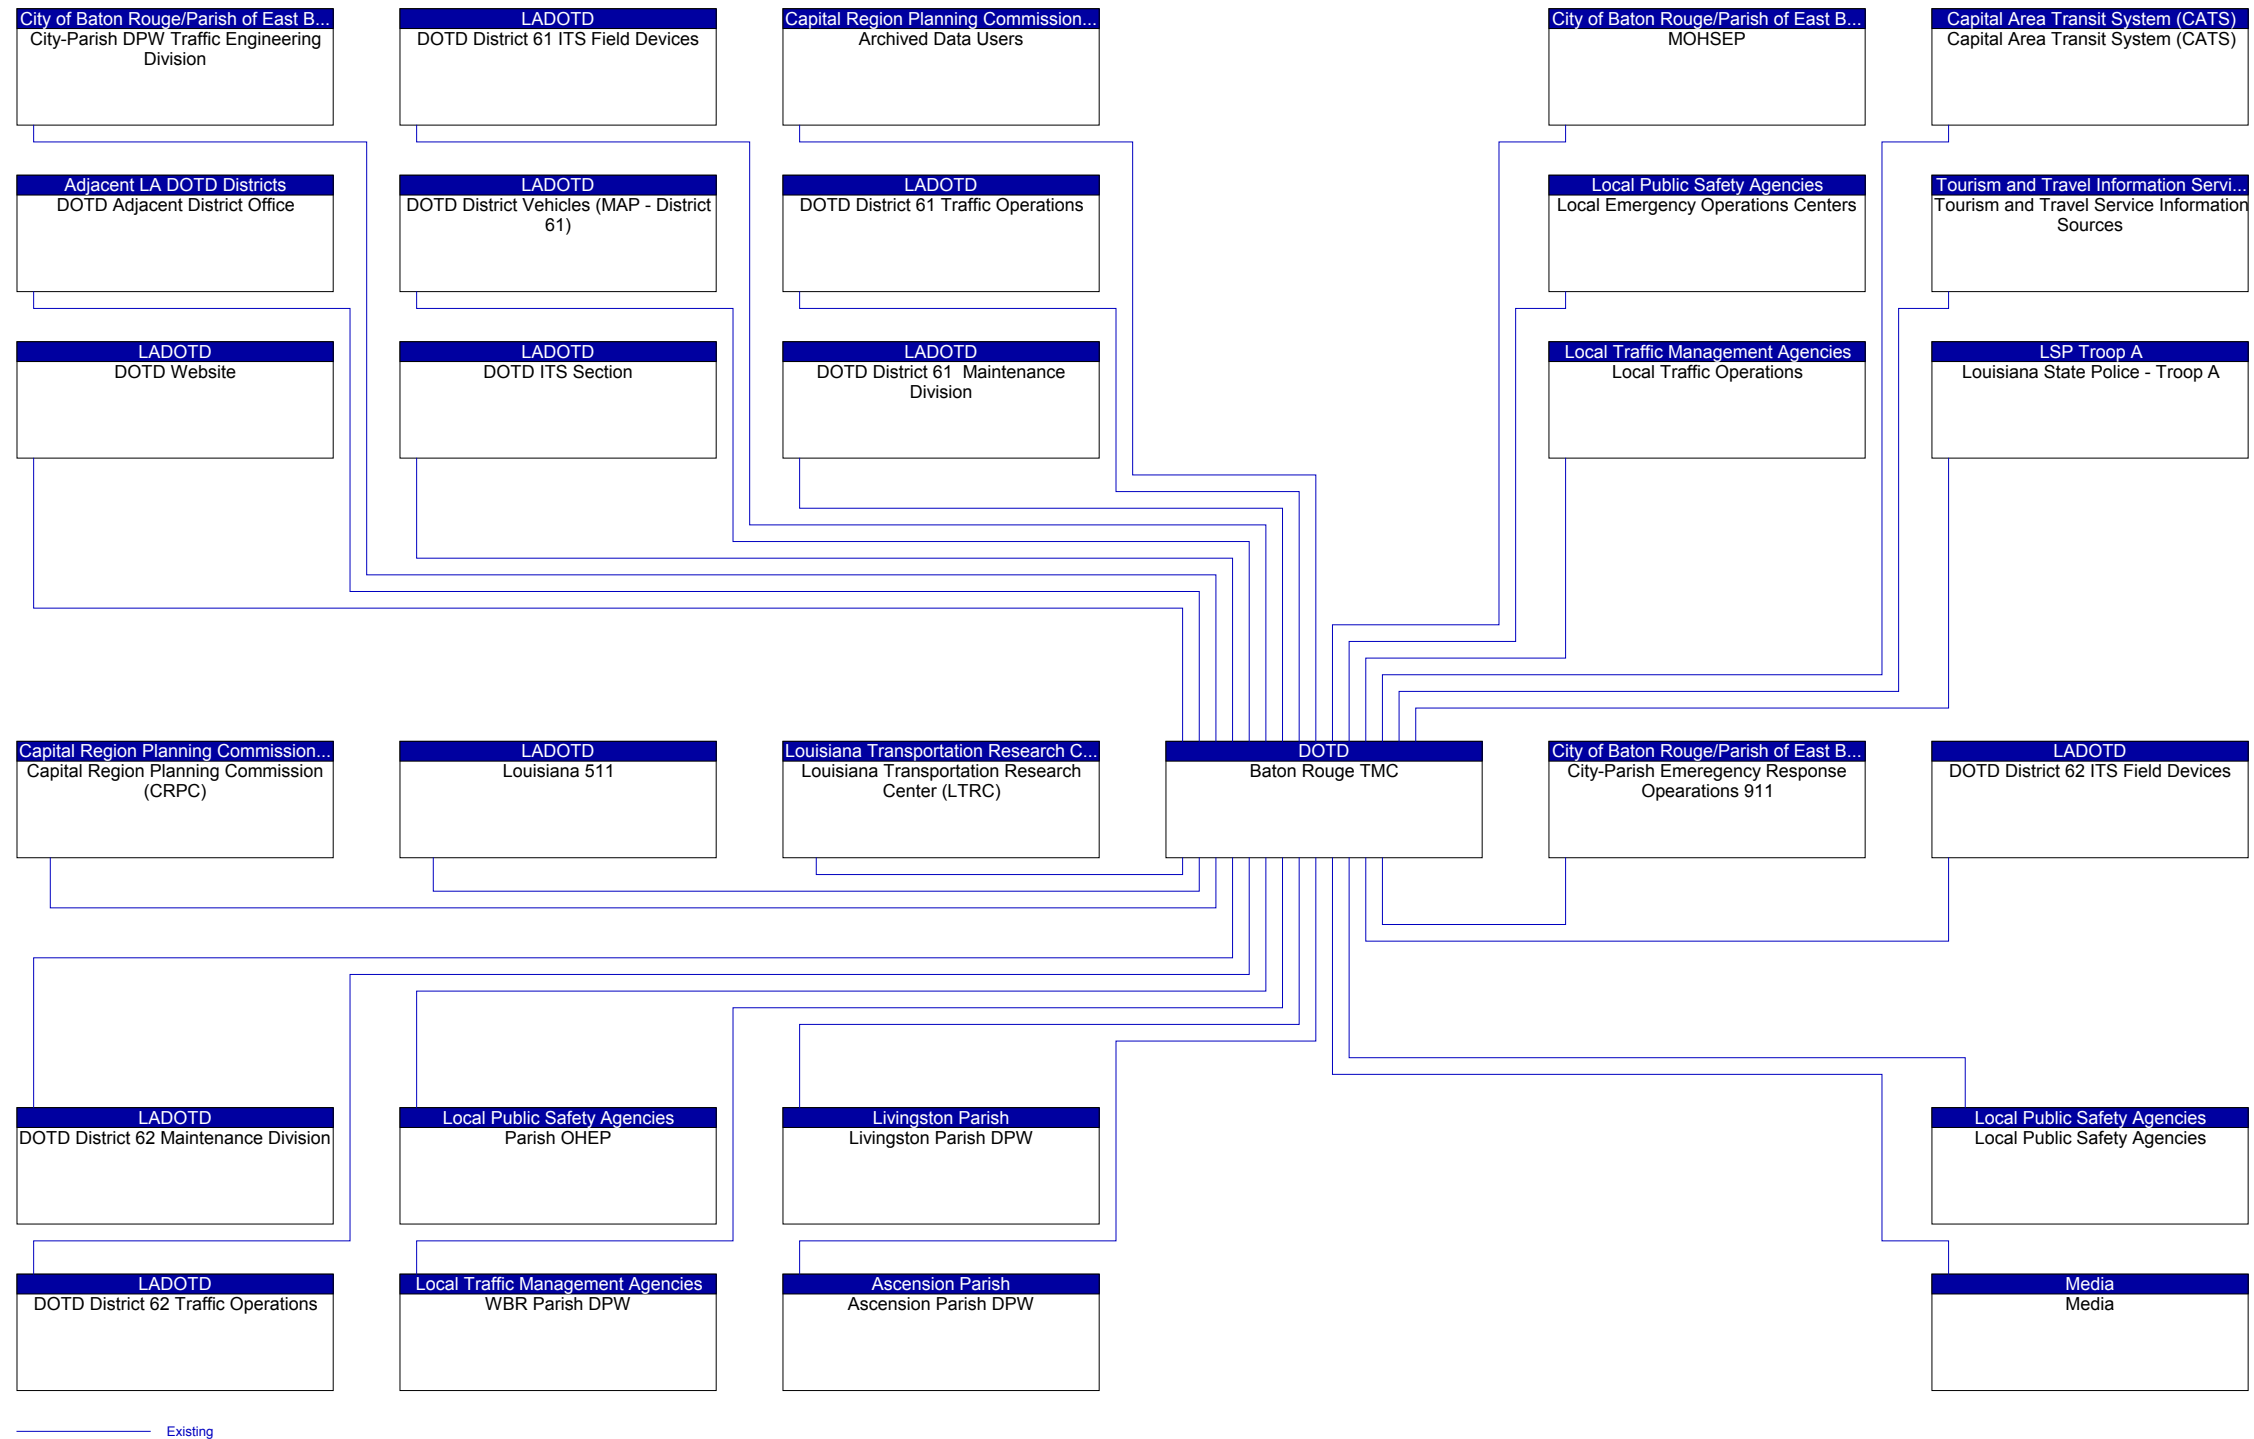 City of Baton Rouge/Parish of East B...
City-Parish DPW Traffic Engineering
Division
LADOTD
DOTD District 61 ITS Field Devices
Capital Region Planning Commission...
Archived Data Users
City of Baton Rouge/Parish of East B...
MOHSEP
Capital Area Transit System (CATS)
Capital Area Transit System (CATS)
Adjacent LA DOTD Districts
DOTD Adjacent District Office
LADOTD
DOTD District Vehicles (MAP - District
61)
LADOTD
DOTD District 61 Traffic Operations
Local Public Safety Agencies
Local Emergency Operations Centers
Tourism and Travel Information Servi...
Tourism and Travel Service Information
Sources
LADOTD
DOTD Website
LADOTD
DOTD ITS Section
LADOTD
DOTD District 61 Maintenance
Division
Local Traffic Management Agencies
Local Traffic Operations
LSP Troop A
Louisiana State Police - Troop A
Capital Region Planning Commission...
Capital Region Planning Commission
(CRPC)
LADOTD
Louisiana 511
Louisiana Transportation Research C...
Louisiana Transportation Research
Center (LTRC)
DOTD
Baton Rouge TMC
City of Baton Rouge/Parish of East B...
City-Parish Emeregency Response
Opearations 911
LADOTD
DOTD District 62 ITS Field Devices
LADOTD
DOTD District 62 Maintenance Division
Local Public Safety Agencies
Parish OHEP
Livingston Parish
Livingston Parish DPW
Local Public Safety Agencies
Local Public Safety Agencies
LADOTD
DOTD District 62 Traffic Operations
Local Traffic Management Agencies
WBR Parish DPW
Ascension Parish
Ascension Parish DPW
Media
Media
Existing